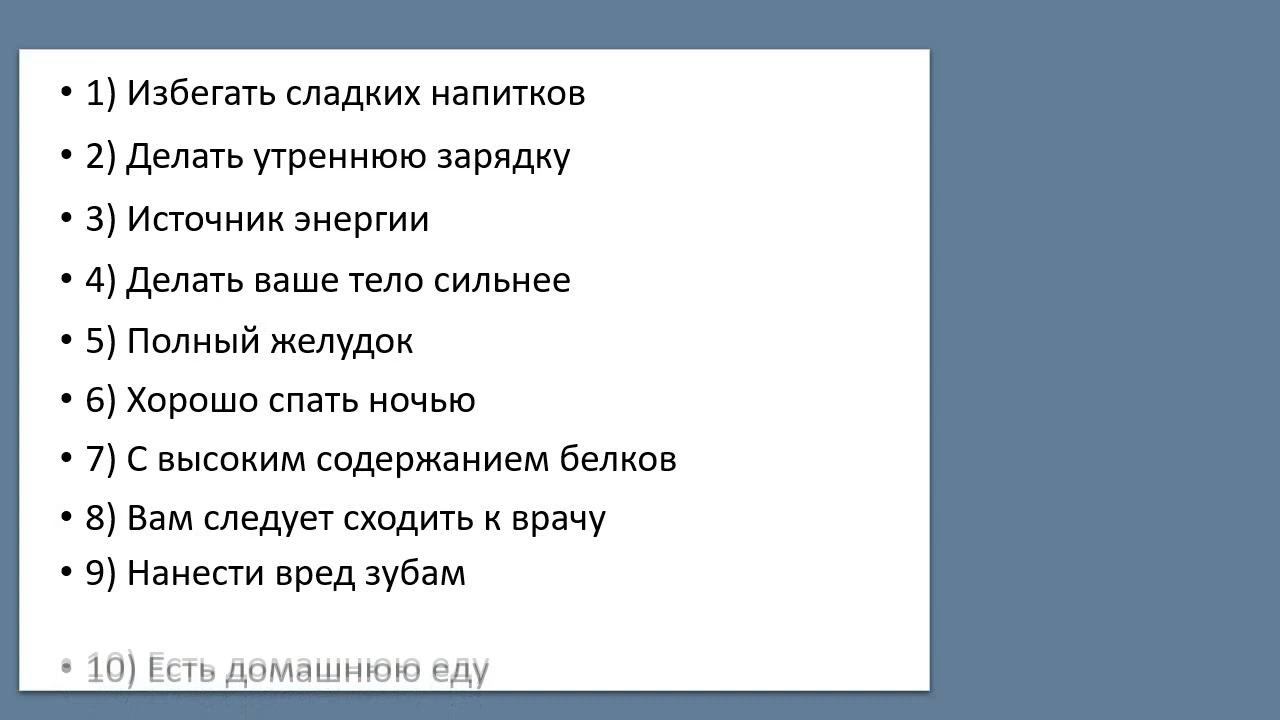 • 1) Избегать сладких напитков
• 2) Делать утреннюю зарядку
• 3) Источник энергии
• 4) Делать ваше тело сильнее
• 5) Полный желудок
• 6) Хорошо спать ночью
• 7) С высоким содержанием белков
• 8) Вам следует сходить к врачу
• 9) Нанести вред зубам
• 10) Есть домашнюю еду